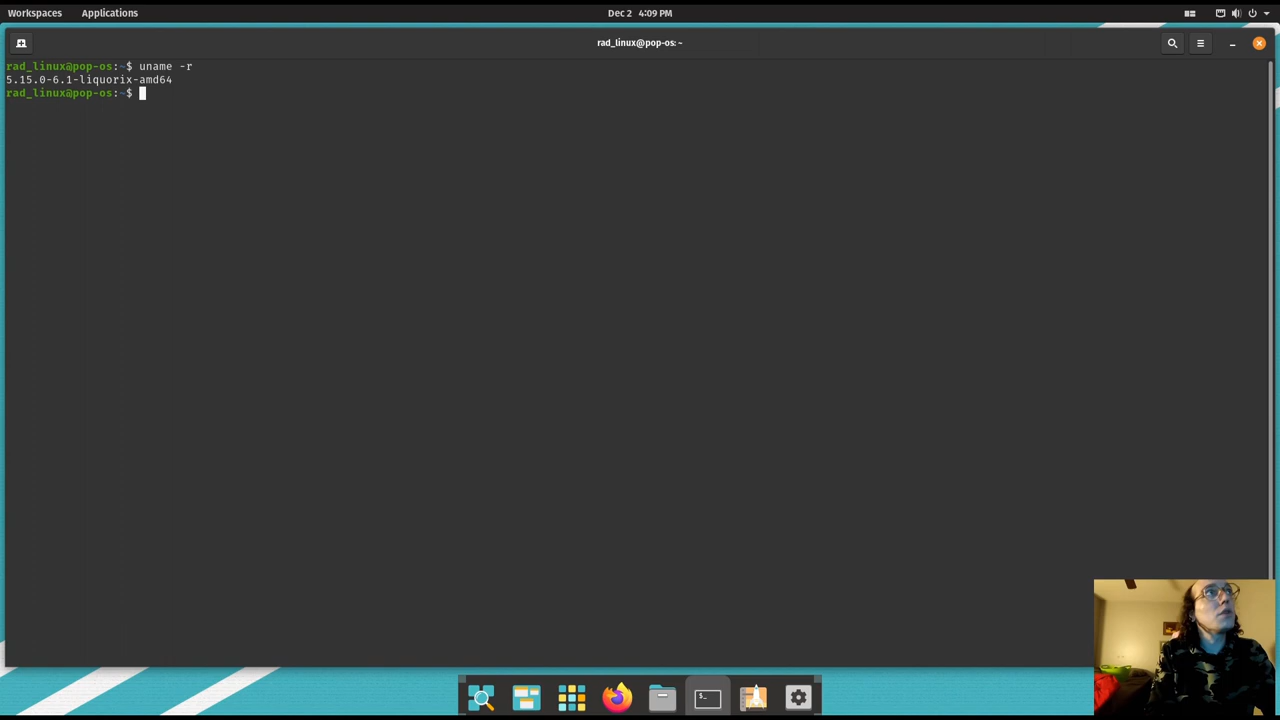 Workspaces Applications Dec 2 4:09 PM
rad_linux@pop-os: ~
rad_linux@pop-os:~$ uname -r
5.15.0-6.1-liquorix-amd64
rad_linux@pop-os:~$